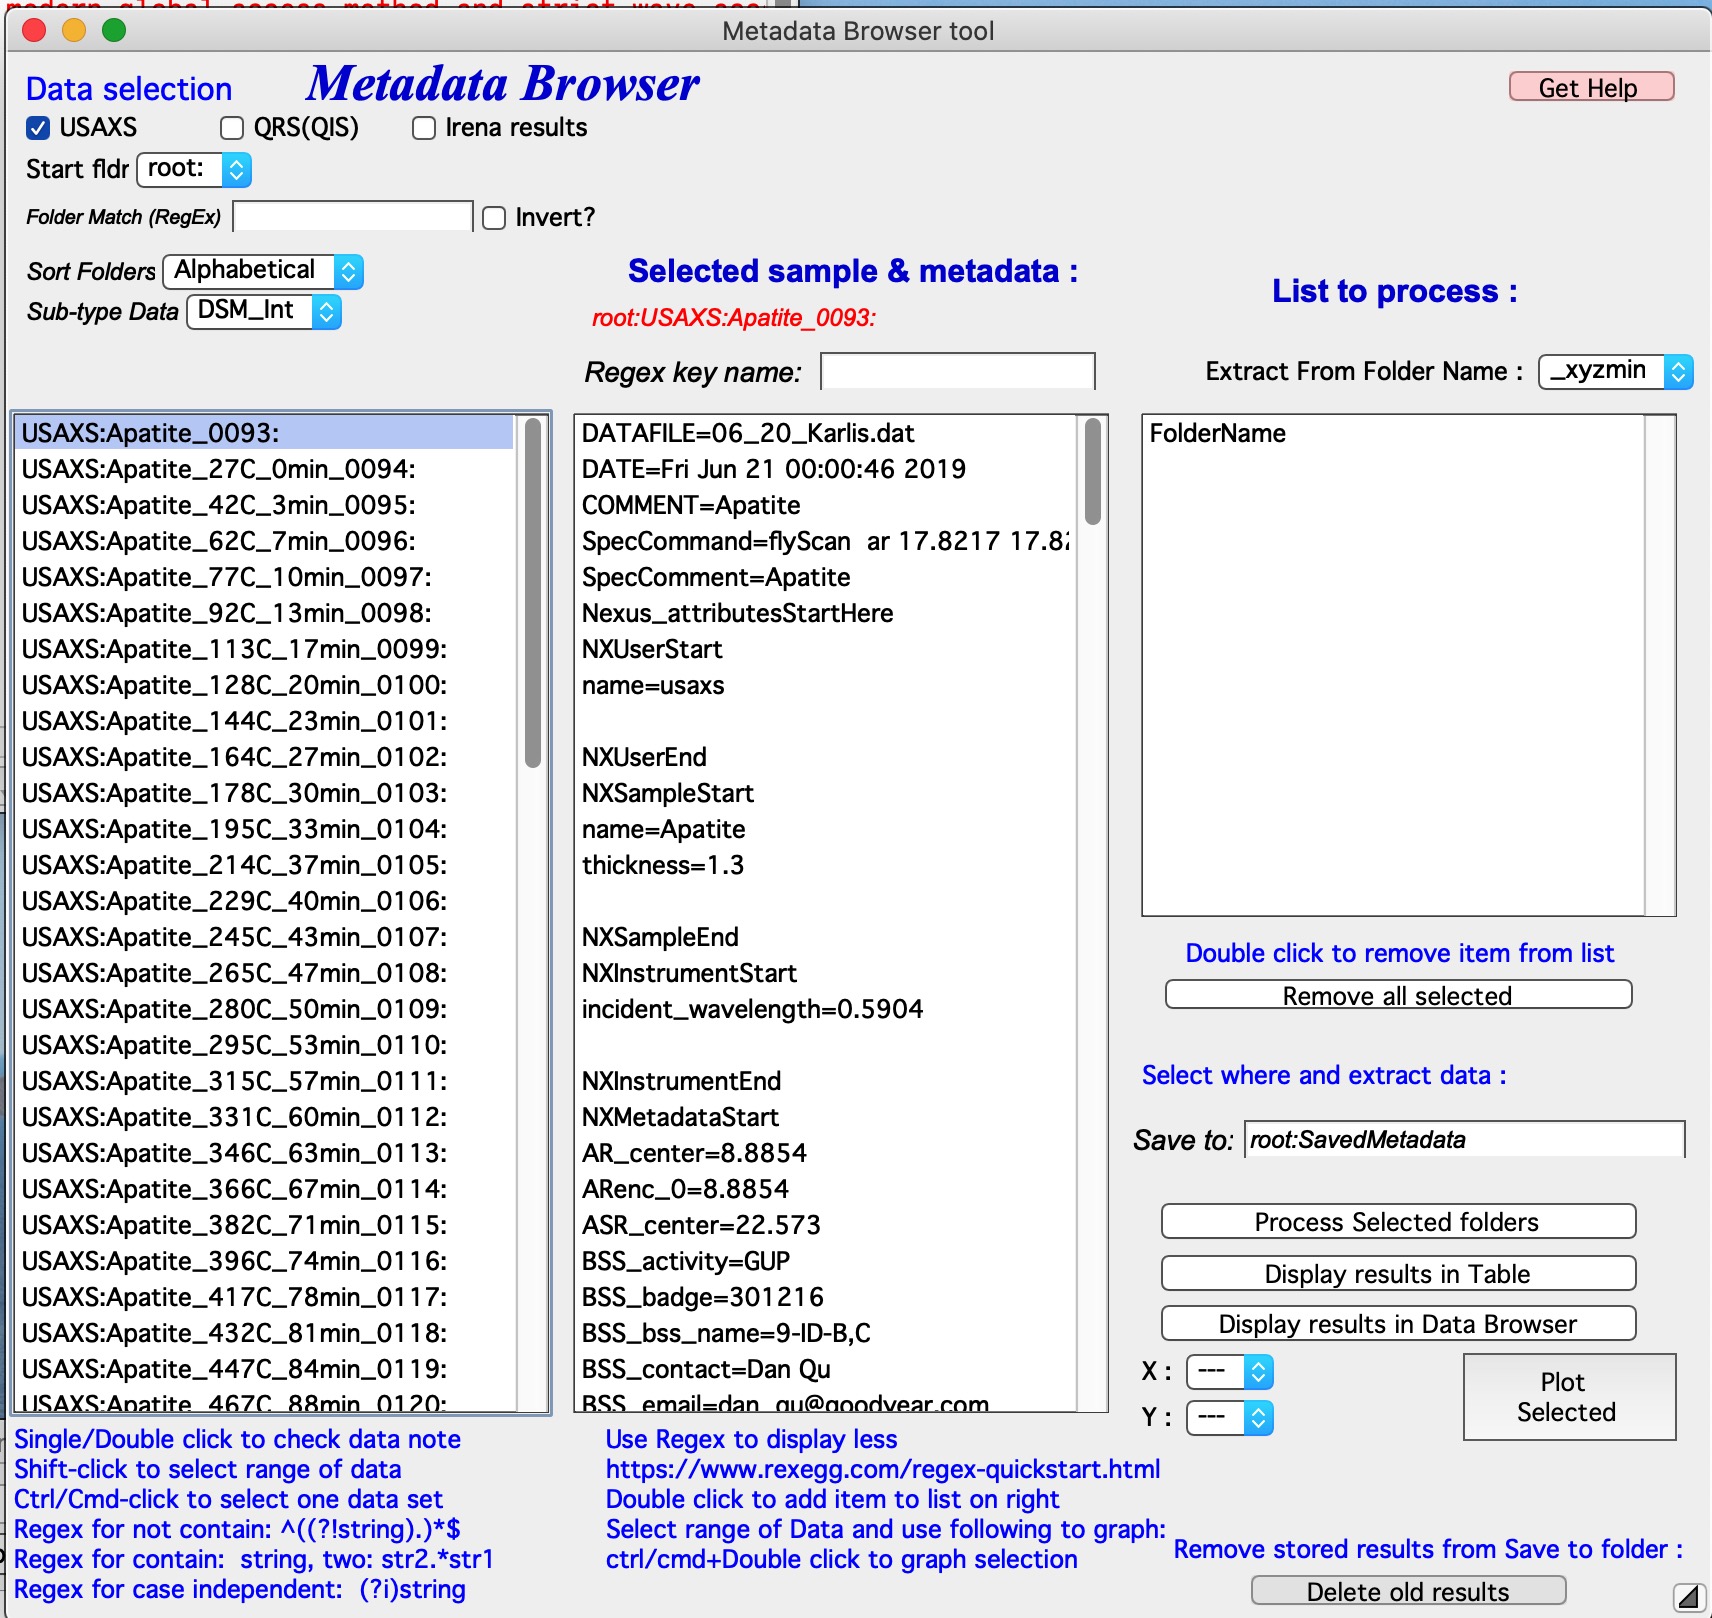 Metadata Browser tool
Data selection
Metadata Browser
Get Help
USAXS
QRS(QIS)
Irena results
Start fldr root:
Folder Match (RegEx)
Invert?
Sort Folders Alphabetical
Sub-type Data DSM_Int
Selected sample & metadata :
root:USAXS:Apatite_0093:
Regex key name:
List to process :
Extract From Folder Name : _xyzmin
USAXS:Apatite_0093:
USAXS:Apatite_27C_0min_0094:
USAXS:Apatite_42C_3min_0095:
USAXS:Apatite_62C_7min_0096:
USAXS:Apatite_77C_10min_0097:
USAXS:Apatite_92C_13min_0098:
USAXS:Apatite_113C_17min_0099:
USAXS:Apatite_128C_20min_0100:
USAXS:Apatite_144C_23min_0101:
USAXS:Apatite_164C_27min_0102:
USAXS:Apatite_178C_30min_0103:
USAXS:Apatite_195C_33min_0104:
USAXS:Apatite_214C_37min_0105:
USAXS:Apatite_229C_40min_0106:
USAXS:Apatite_245C_43min_0107:
USAXS:Apatite_265C_47min_0108:
USAXS:Apatite_280C_50min_0109:
USAXS:Apatite_295C_53min_0110:
USAXS:Apatite_315C_57min_0111:
USAXS:Apatite_331C_60min_0112:
USAXS:Apatite_346C_63min_0113:
USAXS:Apatite_366C_67min_0114:
USAXS:Apatite_382C_71min_0115:
USAXS:Apatite_396C_74min_0116:
USAXS:Apatite_417C_78min_0117:
USAXS:Apatite_432C_81min_0118:
USAXS:Apatite_447C_84min_0119:
USAXS:Apatite_467C_88min_0120:
DATAFILE=06_20_Karlis.dat
DATE=Fri Jun 21 00:00:46 2019
COMMENT=Apatite
SpecCommand=flyScan  ar 17.8217 17.82
SpecComment=Apatite
Nexus_attributesStartHere
NXUserStart
name=usaxs
NXUserEnd
NXSampleStart
name=Apatite
thickness=1.3
NXSampleEnd
NXInstrumentStart
incident_wavelength=0.5904
NXInstrumentEnd
NXMetadataStart
AR_center=8.8854
ARenc_0=8.8854
ASR_center=22.573
BSS_activity=GUP
BSS_badge=301216
BSS_bss_name=9-ID-B,C
BSS_contact=Dan Qu
BSS_email=dan_qu@goodyear.com
FolderName
Double click to remove item from list
Remove all selected
Select where and extract data :
Save to: root:SavedMetadata
Process Selected folders
Display results in Table
Display results in Data Browser
X : ---
Y : ---
Plot
Selected
Single/Double click to check data note
Shift-click to select range of data
Ctrl/Cmd-click to select one data set
Regex for not contain: ^((?!string).)*$
Regex for contain:  string, two: str2.*str1
Regex for case independent:  (?i)string
Use Regex to display less
https://www.rexegg.com/regex-quickstart.html
Double click to add item to list on right
Select range of Data and use following to graph:
ctrl/cmd+Double click to graph selection
Remove stored results from Save to folder :
Delete old results